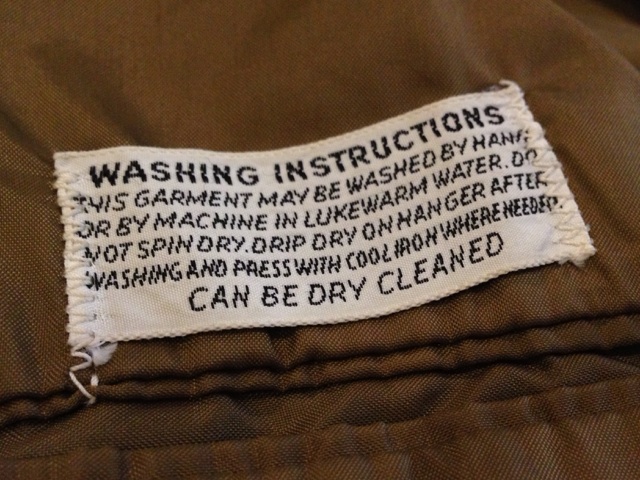 WASHING INSTRUCTIONS
THIS GARMENT MAY BE WASHED BY HAND
OR BY MACHINE IN LUKEWARM WATER. DO
NOT SPIN DRY. DRIP DRY ON HANGER AFTER
WASHING AND PRESS WITH COOL IRON WHERE NEEDED.
CAN BE DRY CLEANED